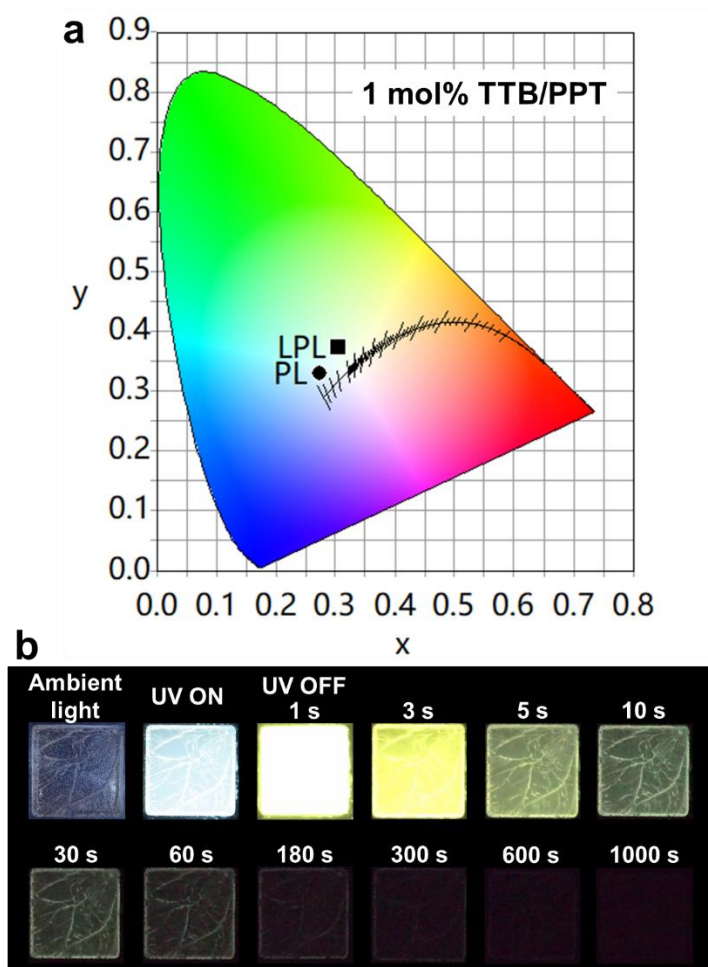 a
1 mol% TTB/PPT
0.9
0.8
0.7
0.6
0.5
0.4
0.3
0.2
0.1
0.0
y
LPL
PL
0.0 0.1 0.2 0.3 0.4 0.5 0.6 0.7 0.8
x
b
Ambient
light
UV ON
UV OFF
1 s
3 s
5 s
10 s
30 s
60 s
180 s
300 s
600 s
1000 s